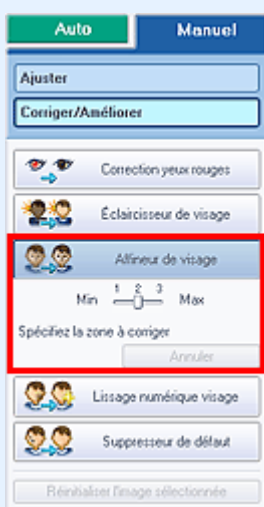 Auto Manuel
Ajuster
Corriger/Améliorer
Correction yeux rouges
Éclaircisseur de visage
Affineur de visage
1 2 3
Min Max
Spécifiez la zone à corriger
Annuler
Lissage numérique visage
Suppresseur de défaut
Réinitialiser l'image sélectionnée